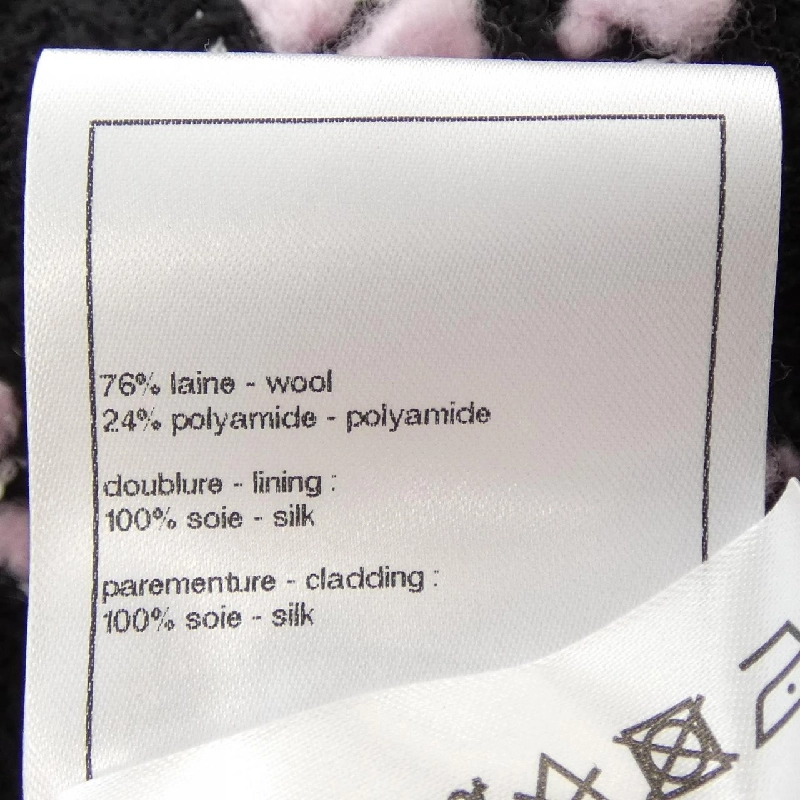 76% laine - wool
24% polyamide - polyamide
doublure - lining :
100% soie - silk
parementure - cladding :
100% soie - silk